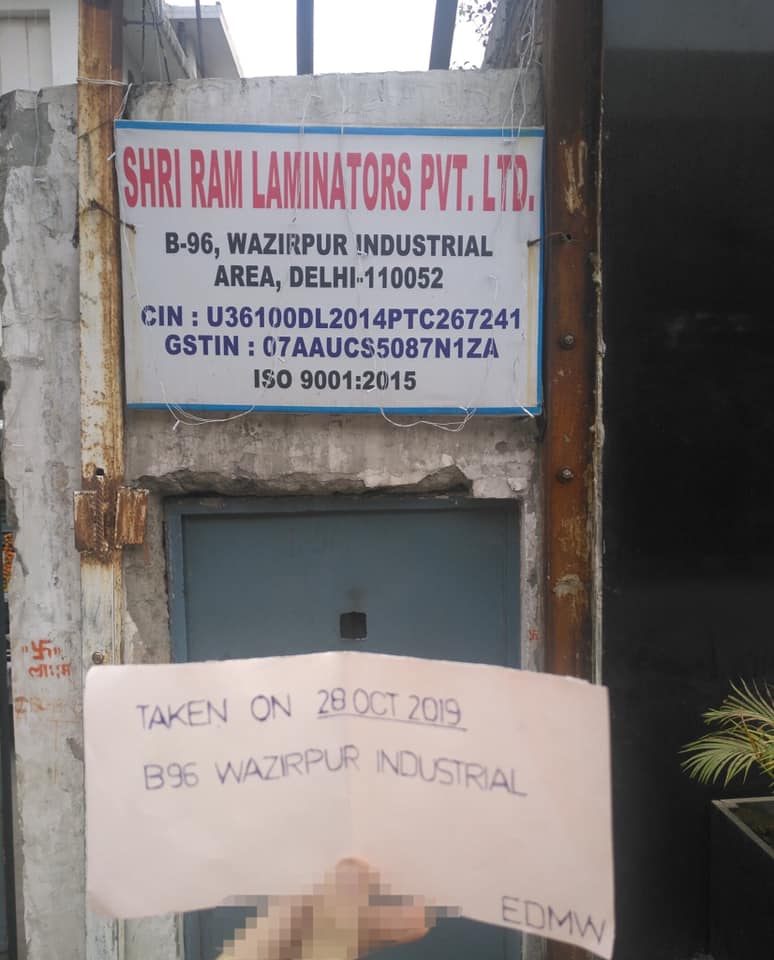 SHRI RAM LAMINATORS PVT. LTD.
B-96, WAZIRPUR INDUSTRIAL
AREA, DELHI-110052
CIN : U36100DL2014PTC267241
GSTIN : 07AAUCS5087N1ZA
ISO 9001:2015
TAKEN ON 28 OCT 2019
B96 WAZIRPUR INDUSTRIAL
EDMW